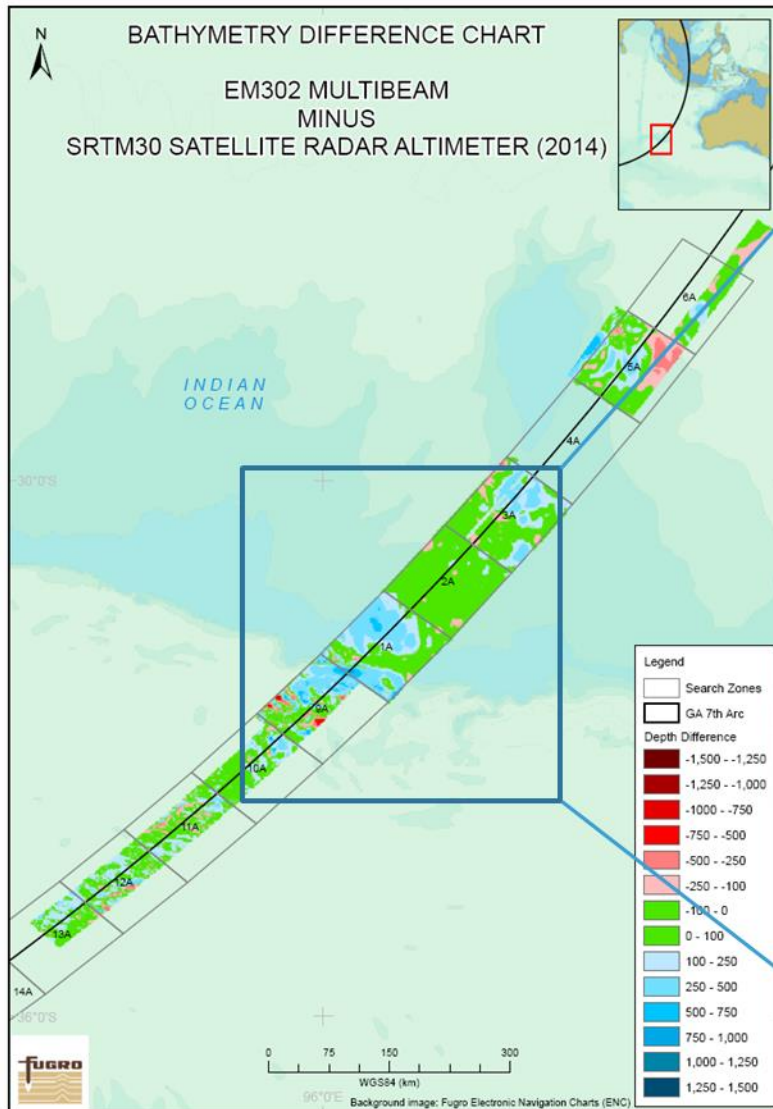 BATHYMETRY DIFFERENCE CHART
EM302 MULTIBEAM
MINUS
SRTM30 SATELLITE RADAR ALTIMETER (2014)
N
6A
5A
INDIAN
OCEAN
4A
30°0'S
3A
2A
1A
9A
10A
11A
12A
13A
14A
36°0'S
96°0'E
Legend
Search Zones
GA 7th Arc
Depth Difference
-1,500 - -1,250
-1,250 - -1,000
-1000 - -750
-750 - -500
-500 - -250
-250 - -100
-100 - 0
0 - 100
100 - 250
250 - 500
500 - 750
750 - 1,000
1,000 - 1,250
1,250 - 1,500
FUGRO
0 75 150 300
WGS84 (km)
Background image: Fugro Electronic Navigation Charts (ENC)